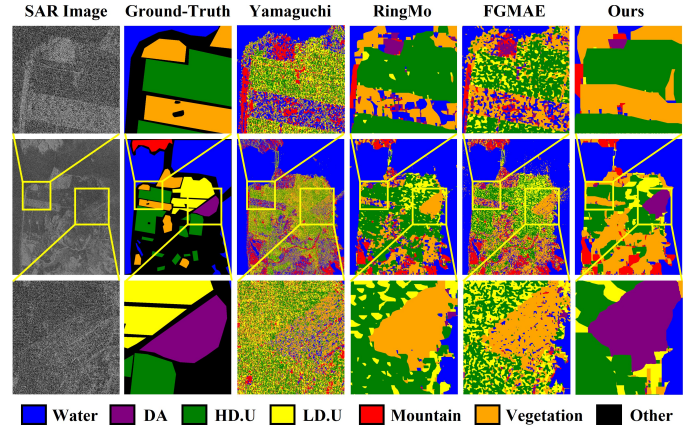 SAR Image Ground-Truth Yamaguchi RingMo FGMAE Ours
Water DA HD.U LD.U Mountain Vegetation Other